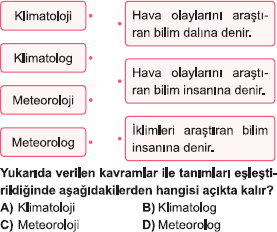 Klimatoloji
Hava olaylarını araştı-
ran bilim dalına denir.
Klimatolog
Hava olaylarını araştı-
ran bilim insanına denir.
Meteoroloji
Meteorolog
İklimleri araştıran bilim
insanına denir.
Yukarıda verilen kavramlar ile tanımları eşleşti-
rildiğinde aşağıdakilerden hangisi açıkta kalır?
A) Klimatoloji B) Klimatolog
C) Meteoroloji D) Meteorolog